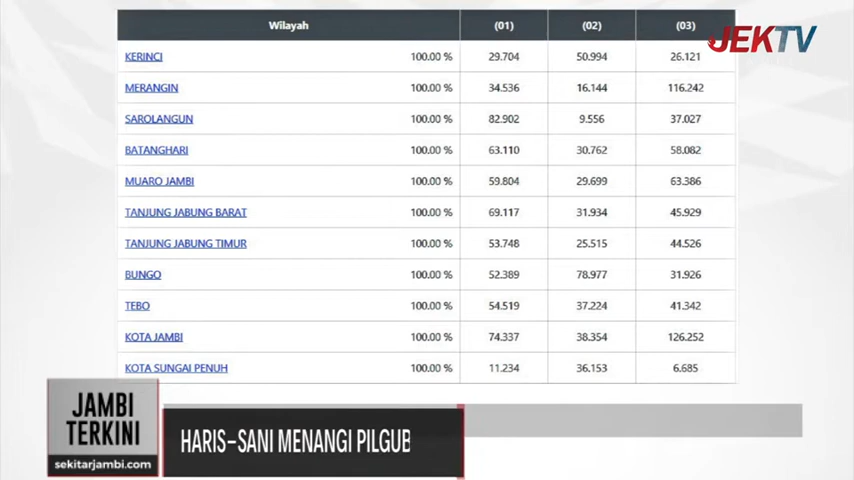 Wilayah (01) (02) (03)
JEKTV
KERINCI 100.00 % 29.704 50.994 26.121
MERANGIN 100.00 % 34.536 16.144 116.242
SAROLANGUN 100.00 % 82.902 9.556 37.027
BATANGHARI 100.00 % 63.110 30.762 58.082
MUARO JAMBI 100.00 % 59.804 29.699 63.386
TANJUNG JABUNG BARAT 100.00 % 69.117 31.934 45.929
TANJUNG JABUNG TIMUR 100.00 % 53.748 25.515 44.526
BUNGO 100.00 % 52.389 78.977 31.926
TEBO 100.00 % 54.519 37.224 41.342
KOTA JAMBI 100.00 % 74.337 38.354 126.252
KOTA SUNGAI PENUH 100.00 % 11.234 36.153 6.685
JAMBI
TERKINI
sekitarjambi.com
HARIS-SANI MENANGI PILGUB